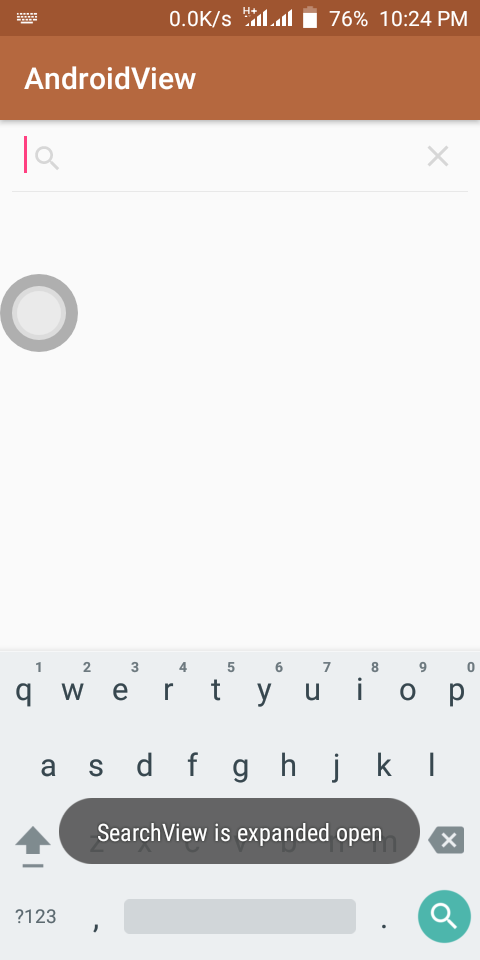 0.0K/s H+ 76% 10:24 PM
AndroidView
1 2 3 4 5 6 7 8 9 0
q w e r t y u i o p
a s d f g h j k l
z x c v b n m
SearchView is expanded open
?123 , .